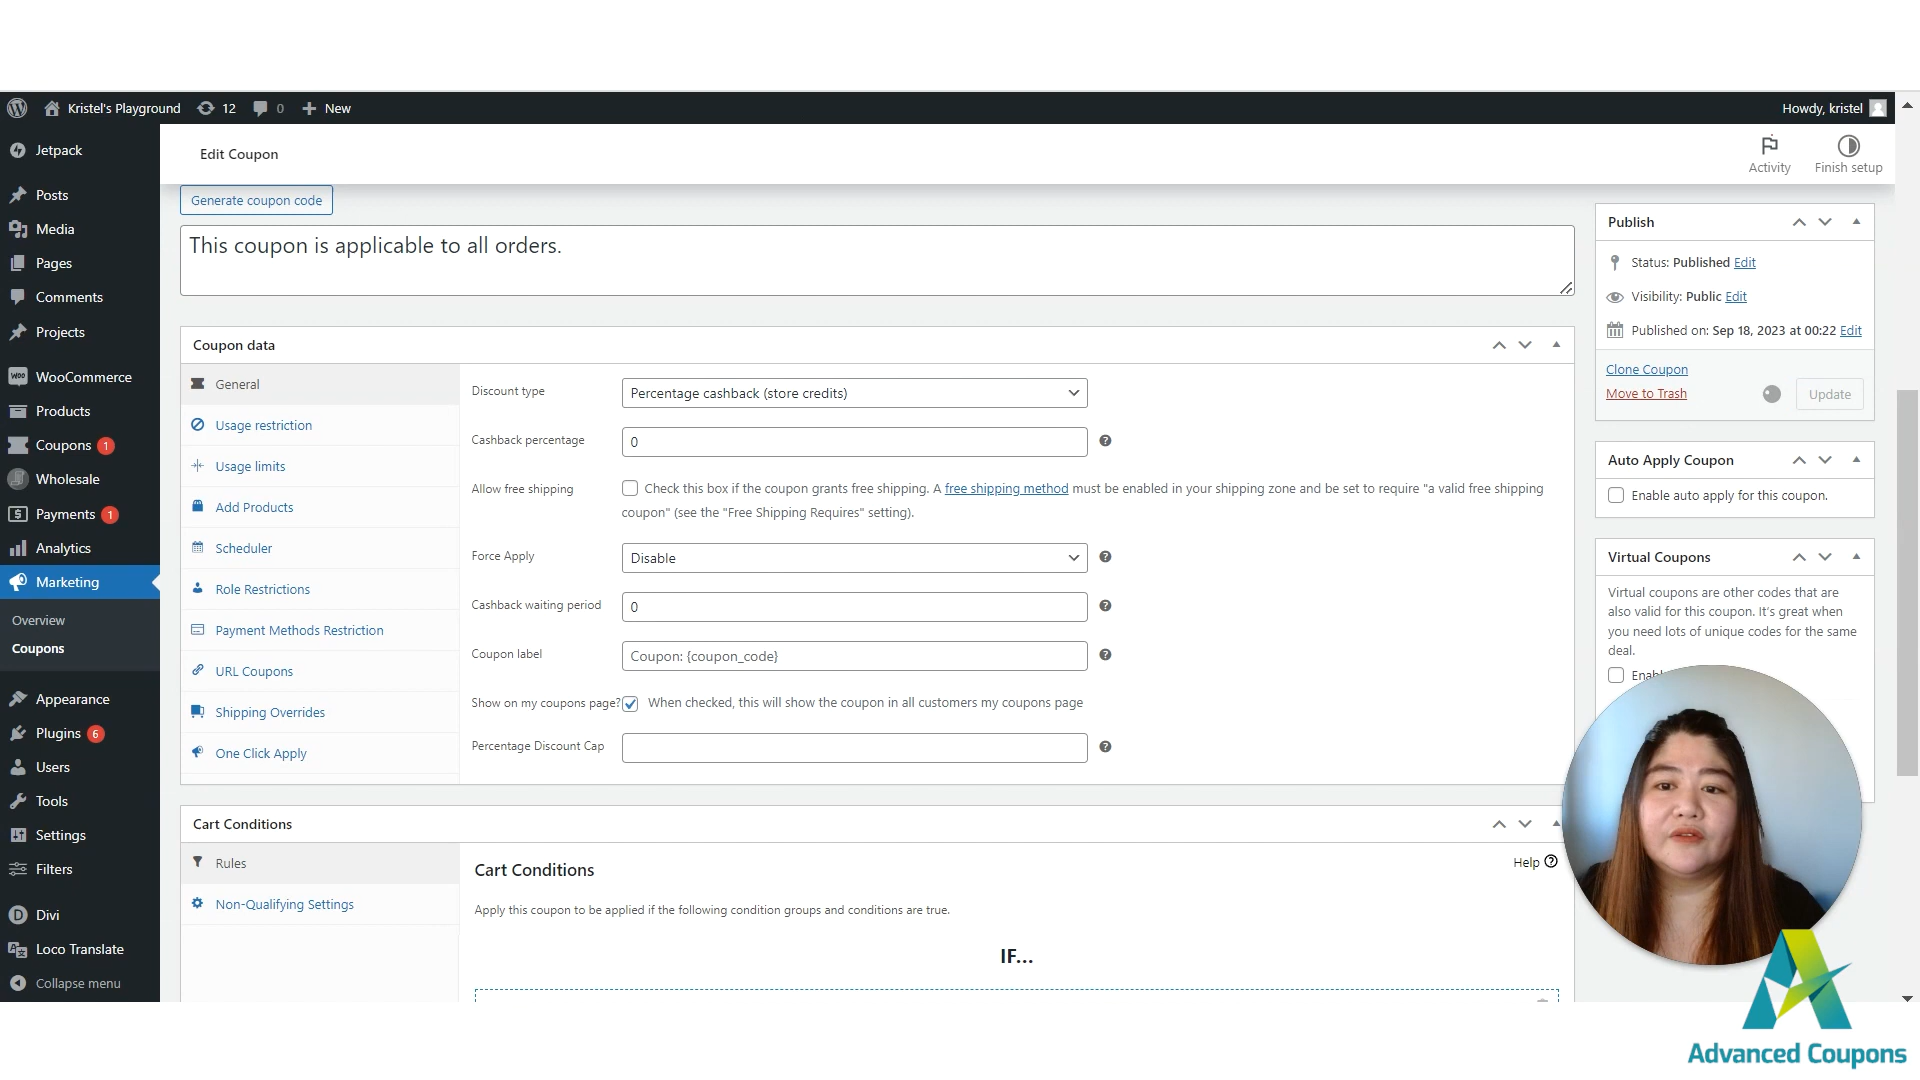 Kristel's Playground 12 0 New Howdy, kristel
Jetpack
Posts
Media
Pages
Comments
Projects
WooCommerce
Products
Coupons 1
Wholesale
Payments 1
Analytics
Marketing
Overview
Coupons
Appearance
Plugins 6
Users
Tools
Settings
Filters
Divi
Loco Translate
Collapse menu
Edit Coupon
Activity
Finish setup
Generate coupon code
This coupon is applicable to all orders.
Coupon data
General
Usage restriction
Usage limits
Add Products
Scheduler
Role Restrictions
Payment Methods Restriction
URL Coupons
Shipping Overrides
One Click Apply
Discount type Percentage cashback (store credits)
Cashback percentage 0
Allow free shipping Check this box if the coupon grants free shipping. A free shipping method must be enabled in your shipping zone and be set to require "a valid free shipping
coupon" (see the "Free Shipping Requires" setting).
Force Apply Disable
Cashback waiting period 0
Coupon label Coupon: {coupon_code}
Show on my coupons page? When checked, this will show the coupon in all customers my coupons page
Percentage Discount Cap
Cart Conditions
Rules
Non-Qualifying Settings
Cart Conditions
Help
Apply this coupon to be applied if the following condition groups and conditions are true.
IF...
Publish
Status: Published Edit
Visibility: Public Edit
Published on: Sep 18, 2023 at 00:22 Edit
Clone Coupon
Move to Trash
Update
Auto Apply Coupon
Enable auto apply for this coupon.
Virtual Coupons
Virtual coupons are other codes that are
also valid for this coupon. It's great when
you need lots of unique codes for the same
deal.
Advanced Coupons